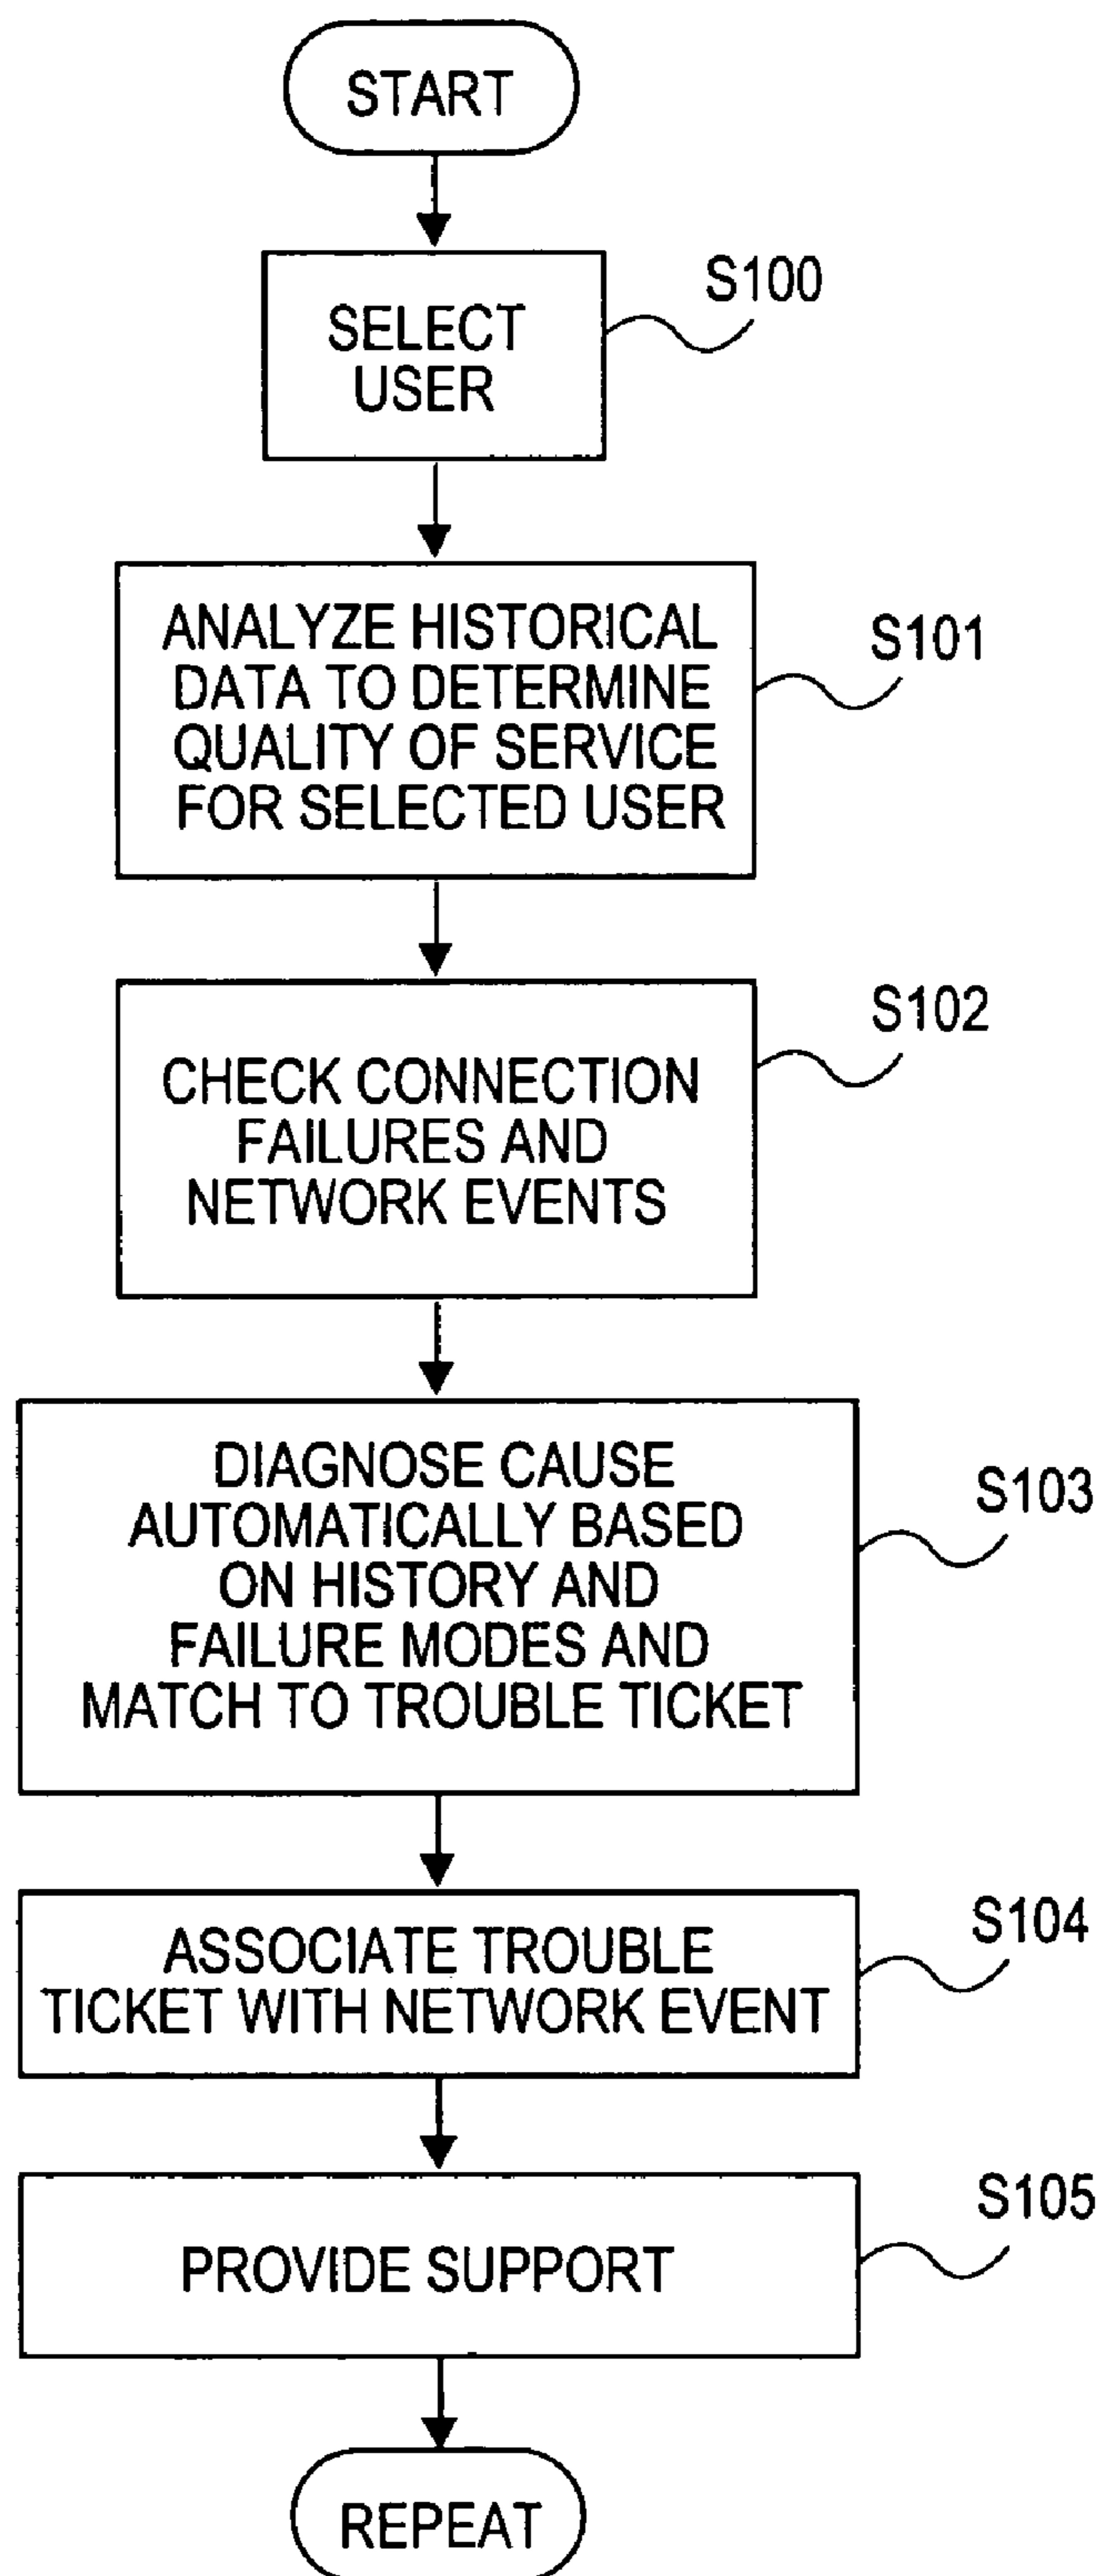 START
S100
SELECT
USER
S101
ANALYZE HISTORICAL
DATA TO DETERMINE
QUALITY OF SERVICE
FOR SELECTED USER
S102
CHECK CONNECTION
FAILURES AND
NETWORK EVENTS
S103
DIAGNOSE CAUSE
AUTOMATICALLY BASED
ON HISTORY AND
FAILURE MODES AND
MATCH TO TROUBLE TICKET
S104
ASSOCIATE TROUBLE
TICKET WITH NETWORK EVENT
S105
PROVIDE SUPPORT
REPEAT